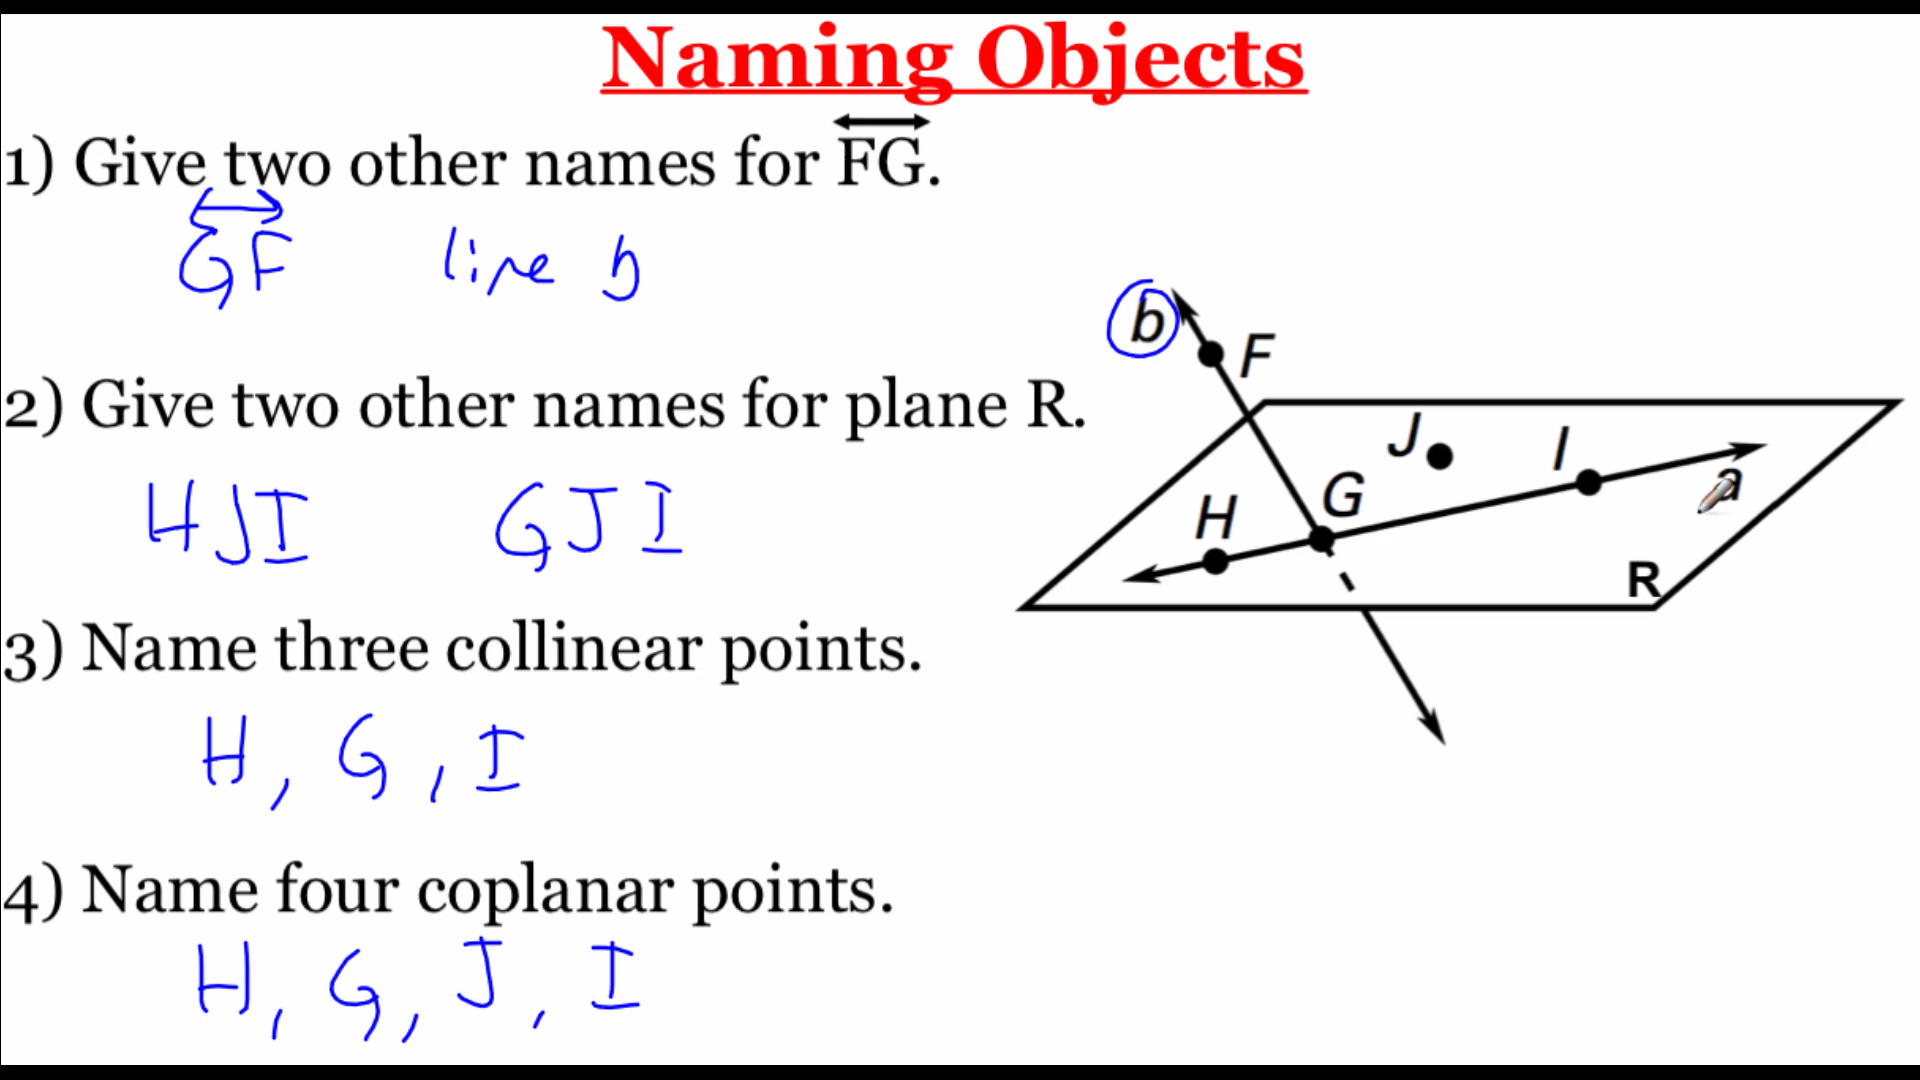 Naming Objects
1) Give two other names for FG.
GF line b
2) Give two other names for plane R.
HJI GJI
3) Name three collinear points.
H, G, I
4) Name four coplanar points.
H, G, J, I
b
F
J
I
a
G
H
R